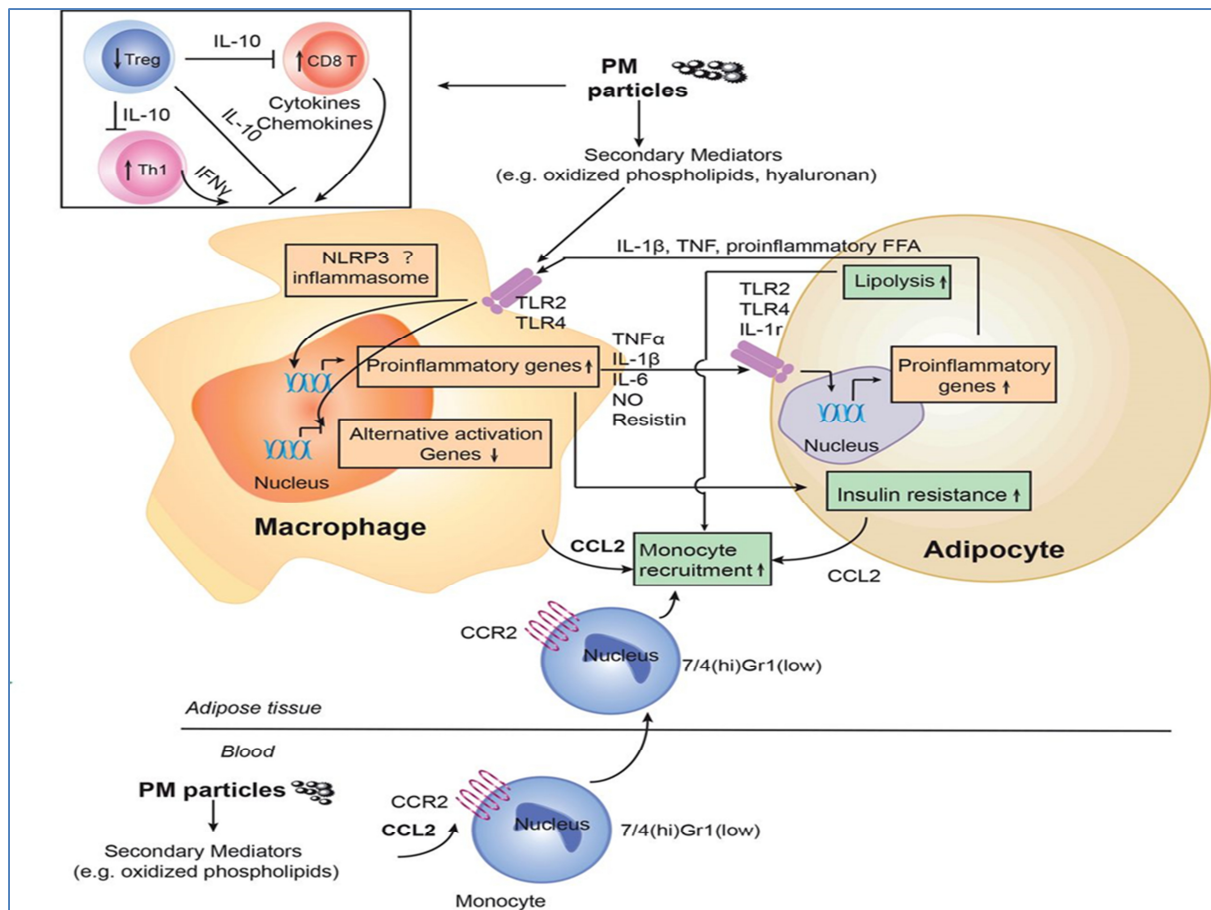 IL-10
Treg
CD8 T
Cytokines
Chemokines
IL-10
IL-10
Th1
IFNγ
PM
particles
Secondary Mediators
(e.g. oxidized phospholipids, hyaluronan)
IL-1β, TNF, proinflammatory FFA
NLRP3 ?
inflammasome
TLR2
TLR4
Lipolysis
TLR2
TLR4
IL-1r
TNFα
IL-1β
IL-6
NO
Resistin
Proinflammatory genes
Proinflammatory
genes
Alternative activation
Genes
Nucleus
Nucleus
Insulin resistance
Macrophage
Adipocyte
CCL2
Monocyte
recruitment
CCL2
CCR2
Nucleus
7/4(hi)Gr1(low)
Adipose tissue
Blood
PM particles
CCR2
CCL2
Nucleus
7/4(hi)Gr1(low)
Secondary Mediators
(e.g. oxidized phospholipids)
Monocyte